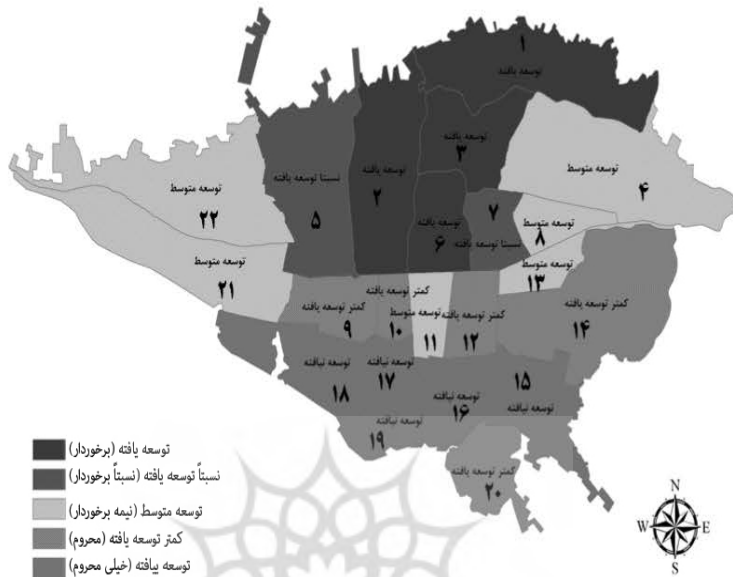 ۱
توسعه یافته
توسعه یافته
۳
توسعه متوسط
۴
نسبتا توسعه یافته
۵
توسعه یافته
۲
توسعه متوسط
۲۲
توسعه یافته
۶
۷
نسبتا توسعه یافته
توسعه متوسط
۸
توسعه متوسط
۲۱
توسعه متوسط
۱۳
کمتر توسعه یافته
۹
کمتر توسعه یافته
۱۰
توسعه متوسط
۱۱
کمتر توسعه یافته
۱۲
کمتر توسعه یافته
۱۴
توسعه نیافته
۱۸
توسعه نیافته
۱۷
توسعه نیافته
۱۶
۱۵
توسعه نیافته
توسعه نیافته
۱۹
کمتر توسعه یافته
۲۰
توسعه یافته (برخوردار)
نسبتاً توسعه یافته (نسبتاً برخوردار)
توسعه متوسط (نیمه برخوردار)
کمتر توسعه یافته (محروم)
توسعه ییافته (خیلی محروم)
N
W E
S